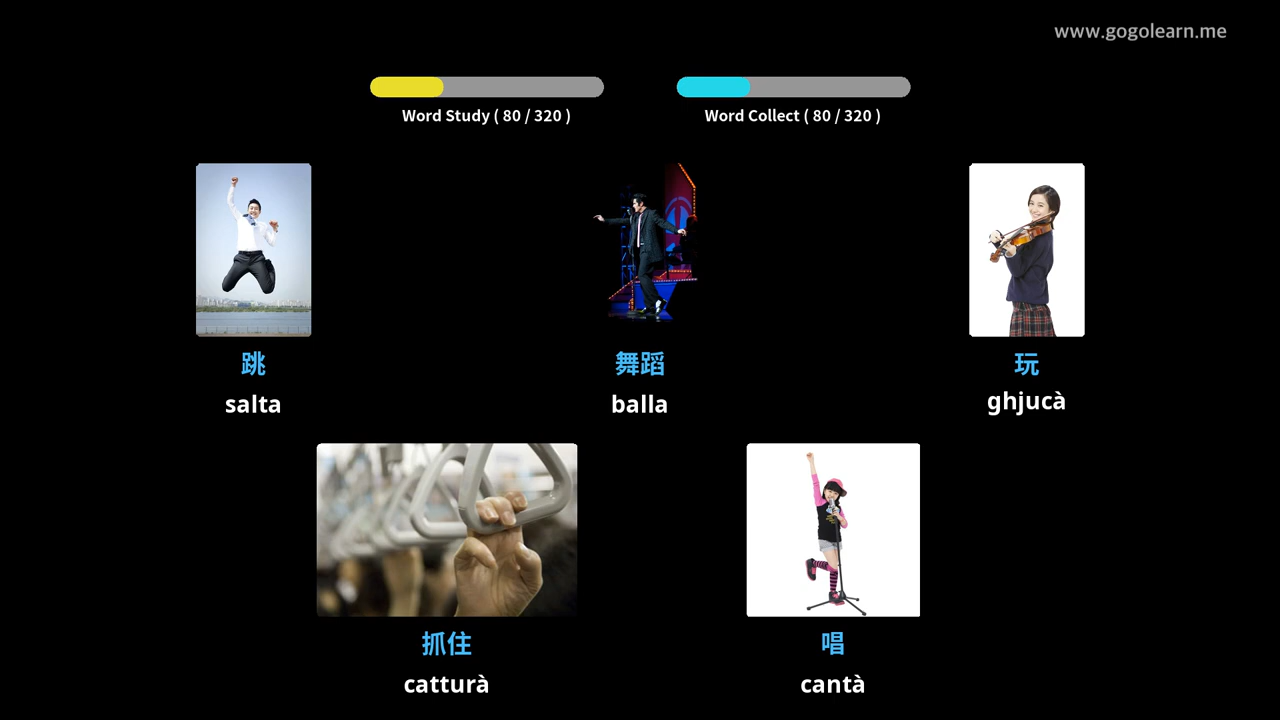 www.gogolearn.me
Word Study ( 80 / 320 )
Word Collect ( 80 / 320 )
跳
salta
舞蹈
balla
玩
ghjucà
抓住
catturà
唱
cantà